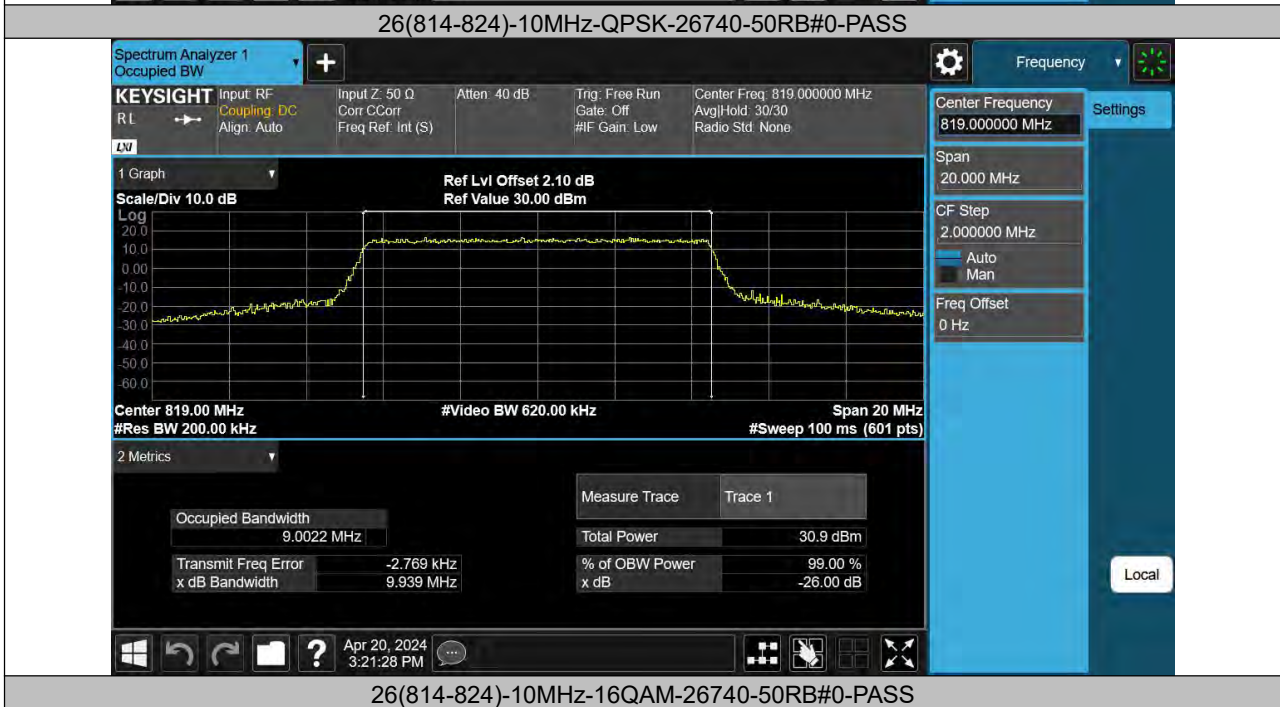 26(814-824)-10MHz-QPSK-26740-50RB#0-PASS
Spectrum Analyzer 1
Occupied BW
Frequency
KEYSIGHT
RL
LXI
Input: RF
Coupling: DC
Align: Auto
Input Z: 50 Ω
Corr CCorr
Freq Ref: Int (S)
Atten: 40 dB
Trig: Free Run
Gate: Off
#IF Gain: Low
Center Freq: 819.000000 MHz
Avg|Hold: 30/30
Radio Std: None
Center Frequency
819.000000 MHz
Settings
Span
20.000 MHz
CF Step
2.000000 MHz
Auto
Man
Freq Offset
0 Hz
Local
1 Graph
Scale/Div 10.0 dB
Ref Lvl Offset 2.10 dB
Ref Value 30.00 dBm
Log
20.0
10.0
0.00
-10.0
-20.0
-30.0
-40.0
-50.0
-60.0
Center 819.00 MHz
#Video BW 620.00 kHz
Span 20 MHz
#Res BW 200.00 kHz
#Sweep 100 ms (601 pts)
2 Metrics
Measure Trace Trace 1
Occupied Bandwidth
9.0022 MHz
Total Power 30.9 dBm
Transmit Freq Error -2.769 kHz
% of OBW Power 99.00 %
x dB Bandwidth 9.939 MHz
x dB -26.00 dB
Apr 20, 2024
3:21:28 PM
26(814-824)-10MHz-16QAM-26740-50RB#0-PASS